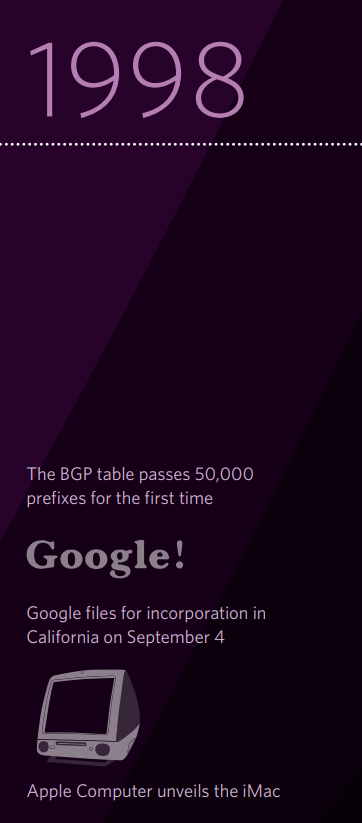 1998
The BGP table passes 50,000
prefixes for the first time
Google!
Google files for incorporation in
California on September 4
Apple Computer unveils the iMac